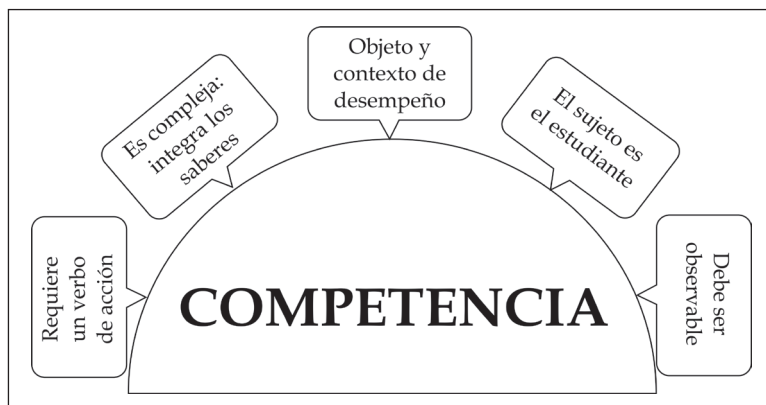 Requiere
un verbo
de acción
Es compleja:
integra los
saberes
Objeto y
contexto de
desempeño
El sujeto es
el estudiante
Debe ser
observable
COMPETENCIA